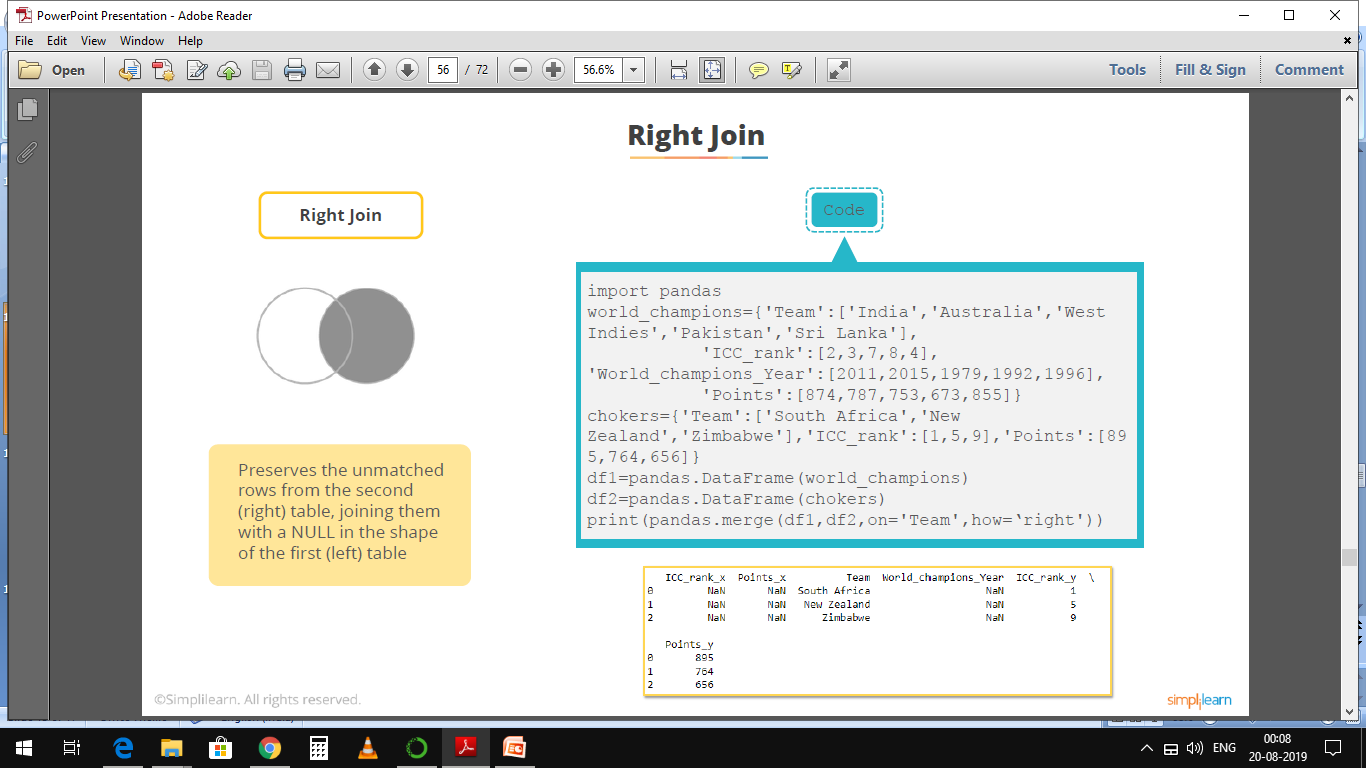 PowerPoint Presentation - Adobe Reader
File Edit View Window Help
Open 56 / 72 56.6% Tools Fill & Sign Comment
Right Join
Right Join
Preserves the unmatched
rows from the second
(right) table, joining them
with a NULL in the shape
of the first (left) table
Code
import pandas
world_champions={'Team':['India','Australia','West
Indies','Pakistan','Sri Lanka'],
'ICC_rank':[2,3,7,8,4],
'World_champions_Year':[2011,2015,1979,1992,1996],
'Points':[874,787,753,673,855]}
chokers={'Team':['South Africa','New
Zealand','Zimbabwe'],'ICC_rank':[1,5,9],'Points':[89
5,764,656]}
df1=pandas.DataFrame(world_champions)
df2=pandas.DataFrame(chokers)
print(pandas.merge(df1,df2,on='Team',how=‘right'))
ICC_rank_x Points_x Team World_champions_Year ICC_rank_y \
0 NaN NaN South Africa NaN 1
1 NaN NaN New Zealand NaN 5
2 NaN NaN Zimbabwe NaN 9
Points_y
0 895
1 764
2 656
©Simplilearn. All rights reserved.
simplilearn
ENG
00:08
20-08-2019